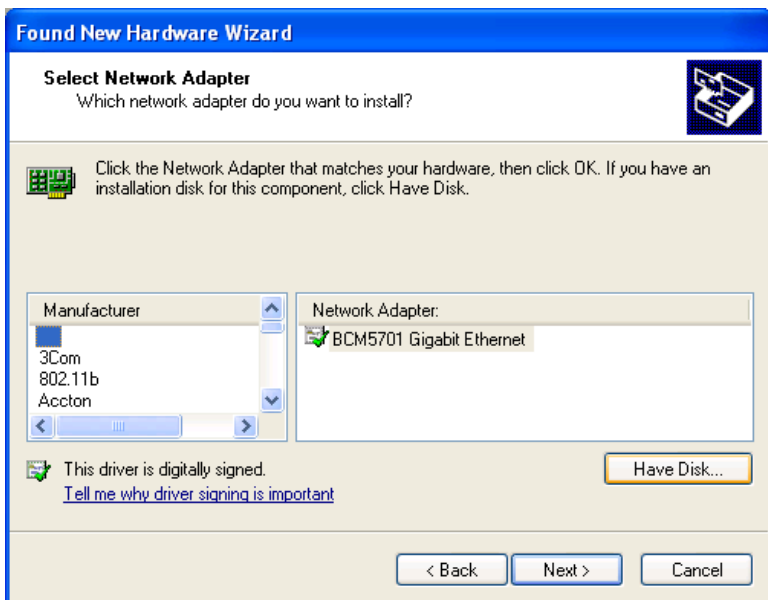 Found New Hardware Wizard
Select Network Adapter
Which network adapter do you want to install?
Click the Network Adapter that matches your hardware, then click OK. If you have an
installation disk for this component, click Have Disk.
Manufacturer
3Com
802.11b
Accton
Network Adapter:
BCM5701 Gigabit Ethernet
This driver is digitally signed.
Tell me why driver signing is important
Have Disk...
< Back
Next >
Cancel